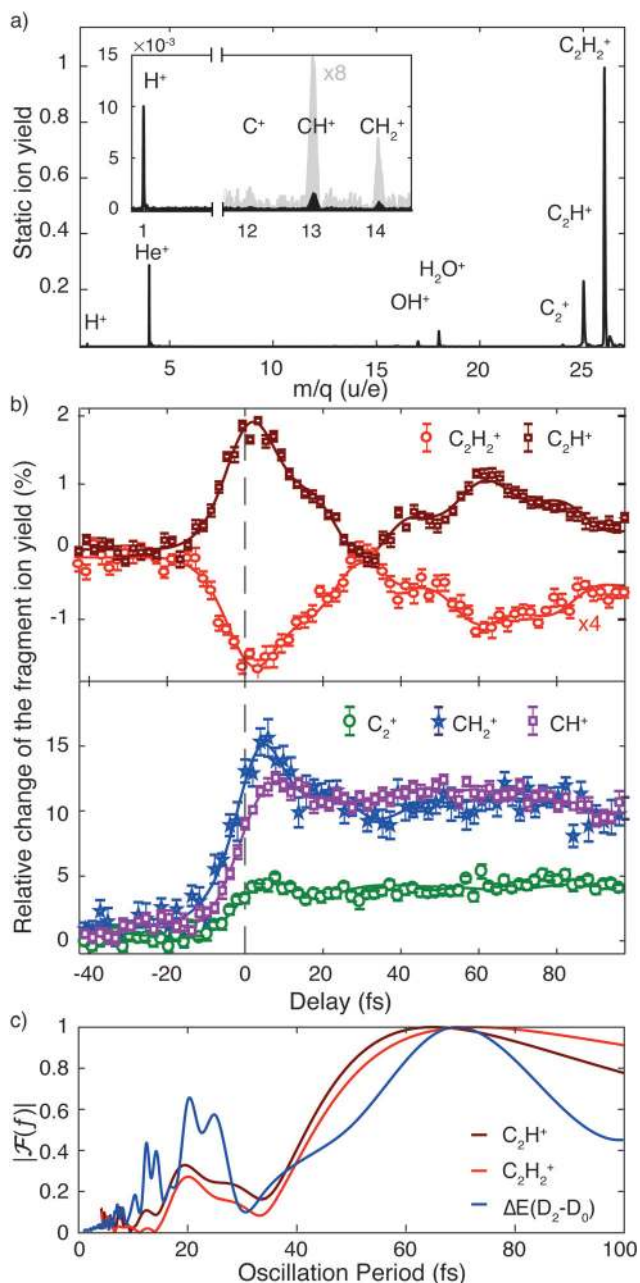 a)
Static ion yield
1
0.8
0.6
0.4
0.2
×10⁻³
15
10
5
0
H⁺
C⁺
CH⁺
CH₂⁺
x8
1
12
13
14
H⁺
He⁺
OH⁺
H₂O⁺
C₂⁺
C₂H⁺
C₂H₂⁺
5
10
15
20
25
m/q (u/e)
b)
Relative change of the fragment ion yield (%)
2
1
0
-1
C₂H₂⁺
C₂H⁺
x4
15
10
5
0
C₂⁺
CH₂⁺
CH⁺
-40
-20
0
20
40
60
80
Delay (fs)
c)
|ℱ(f)|
1
0.8
0.6
0.4
0.2
0
C₂H⁺
C₂H₂⁺
ΔE(D₂-D₀)
0
20
40
60
80
100
Oscillation Period (fs)